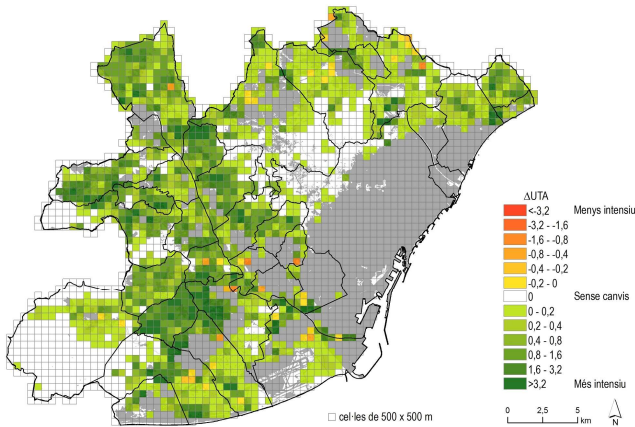 ΔUTA
<-3,2 Menys intensiu
-3,2 - -1,6
-1,6 - -0,8
-0,8 - -0,4
-0,4 - -0,2
-0,2 - 0
0 Sense canvis
0 - 0,2
0,2 - 0,4
0,4 - 0,8
0,8 - 1,6
1,6 - 3,2
>3,2 Més intensiu
cel·les de 500 x 500 m
0 2,5 5
km
N